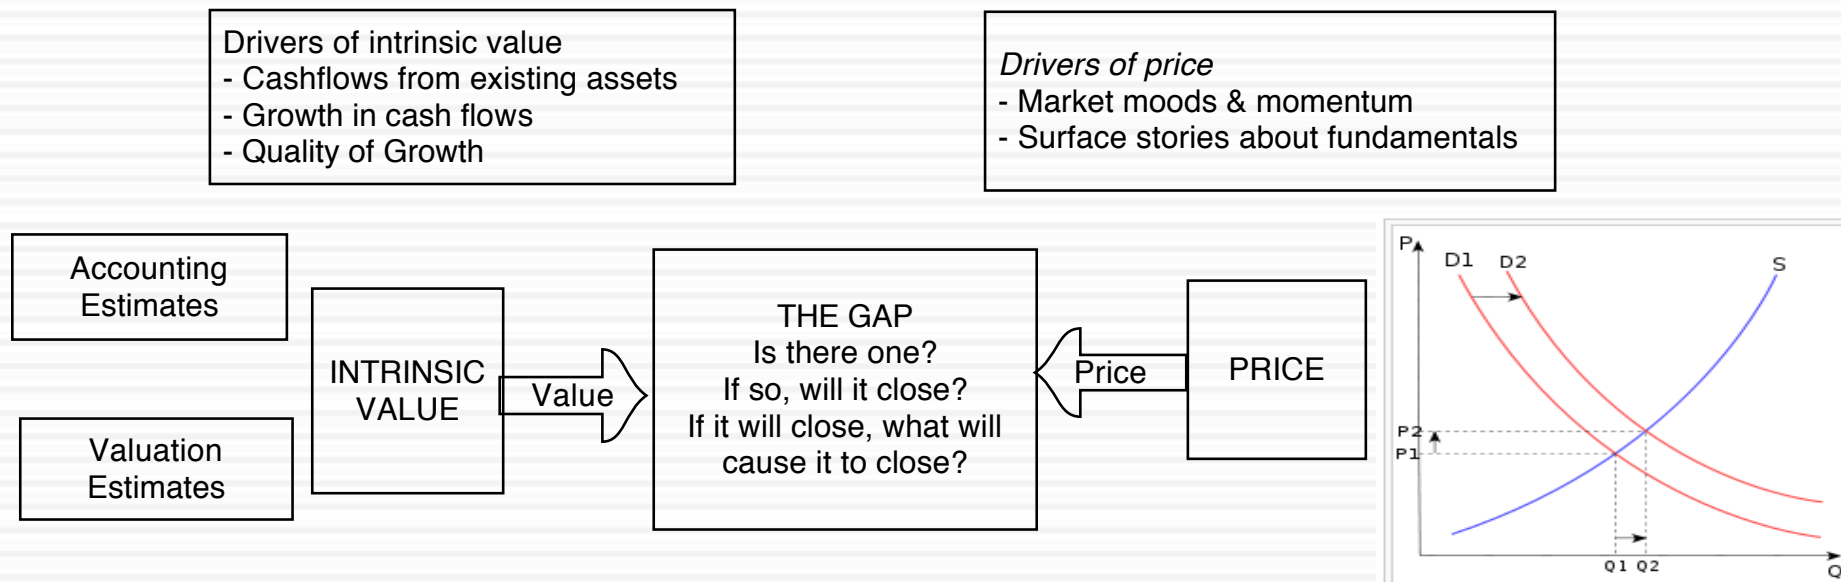 Drivers of intrinsic value
- Cashflows from existing assets
- Growth in cash flows
- Quality of Growth
Drivers of price
- Market moods & momentum
- Surface stories about fundamentals
Accounting
Estimates
Valuation
Estimates
INTRINSIC
VALUE
Value
THE GAP
Is there one?
If so, will it close?
If it will close, what will
cause it to close?
Price
PRICE
P
D1
D2
S
P2
P1
Q1
Q2
Q